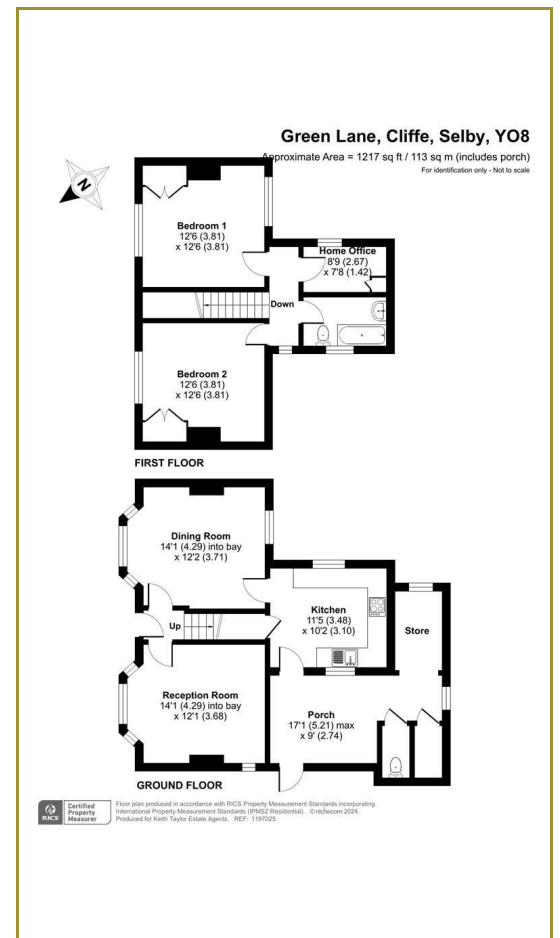 Green Lane, Cliffe, Selby, YO8
Approximate Area = 1217 sq ft / 113 sq m (includes porch)
For identification only - Not to scale
N
Bedroom 1
12'6 (3.81)
x 12'6 (3.81)
Home Office
8'9 (2.67)
x 7'8 (1.42)
Down
Bedroom 2
12'6 (3.81)
x 12'6 (3.81)
FIRST FLOOR
Dining Room
14'1 (4.29) into bay
x 12'2 (3.71)
Kitchen
11'5 (3.48)
x 10'2 (3.10)
Store
Up
Reception Room
14'1 (4.29) into bay
x 12'1 (3.68)
Porch
17'1 (5.21) max
x 9' (2.74)
GROUND FLOOR
RICS
Certified
Property
Measurer
Floor plan produced in accordance with RICS Property Measurement Standards incorporating
International Property Measurement Standards (IPMS2 Residential). © nichecom 2024.
Produced for Keith Taylor Estate Agents. REF: 1197025